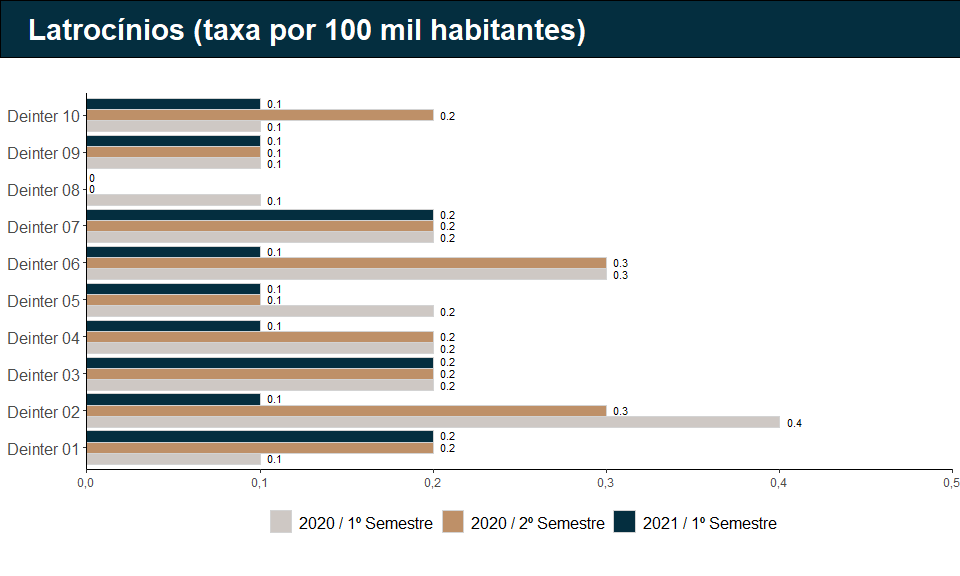 Latrocínios (taxa por 100 mil habitantes)
0.1
Deinter 10
0.2
0.1
0.1
Deinter 09
0.1
0.1
0
Deinter 08
0
0.1
0.2
Deinter 07
0.2
0.2
0.1
Deinter 06
0.3
0.3
0.1
Deinter 05
0.1
0.2
0.1
Deinter 04
0.2
0.2
0.2
Deinter 03
0.2
0.2
0.1
Deinter 02
0.3
0.4
0.2
Deinter 01
0.2
0.1
0,0 0,1 0,2 0,3 0,4 0,5
2020 / 1º Semestre 2020 / 2º Semestre 2021 / 1º Semestre